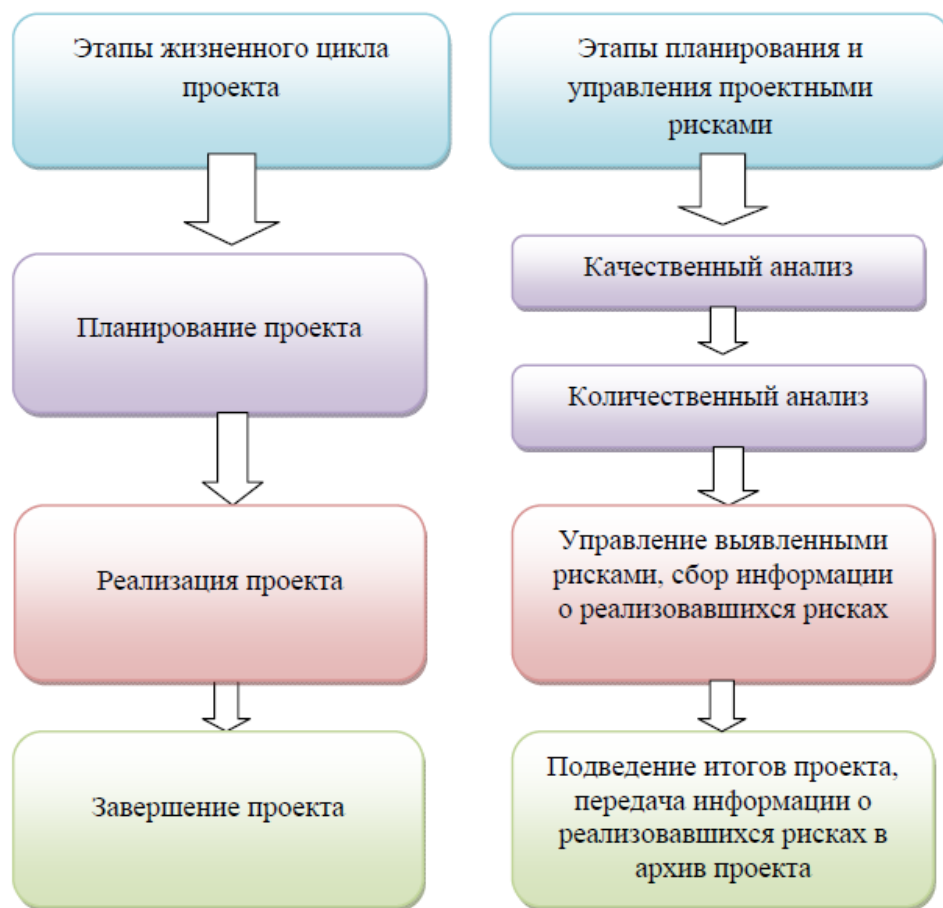 Этапы жизненного цикла
проекта
Этапы планирования и
управления проектными
рисками
Планирование проекта
Качественный анализ
Количественный анализ
Реализация проекта
Управление выявленными
рисками, сбор информации
о реализовавшихся рисках
Завершение проекта
Подведение итогов проекта,
передача информации о
реализовавшихся рисках в
архив проекта